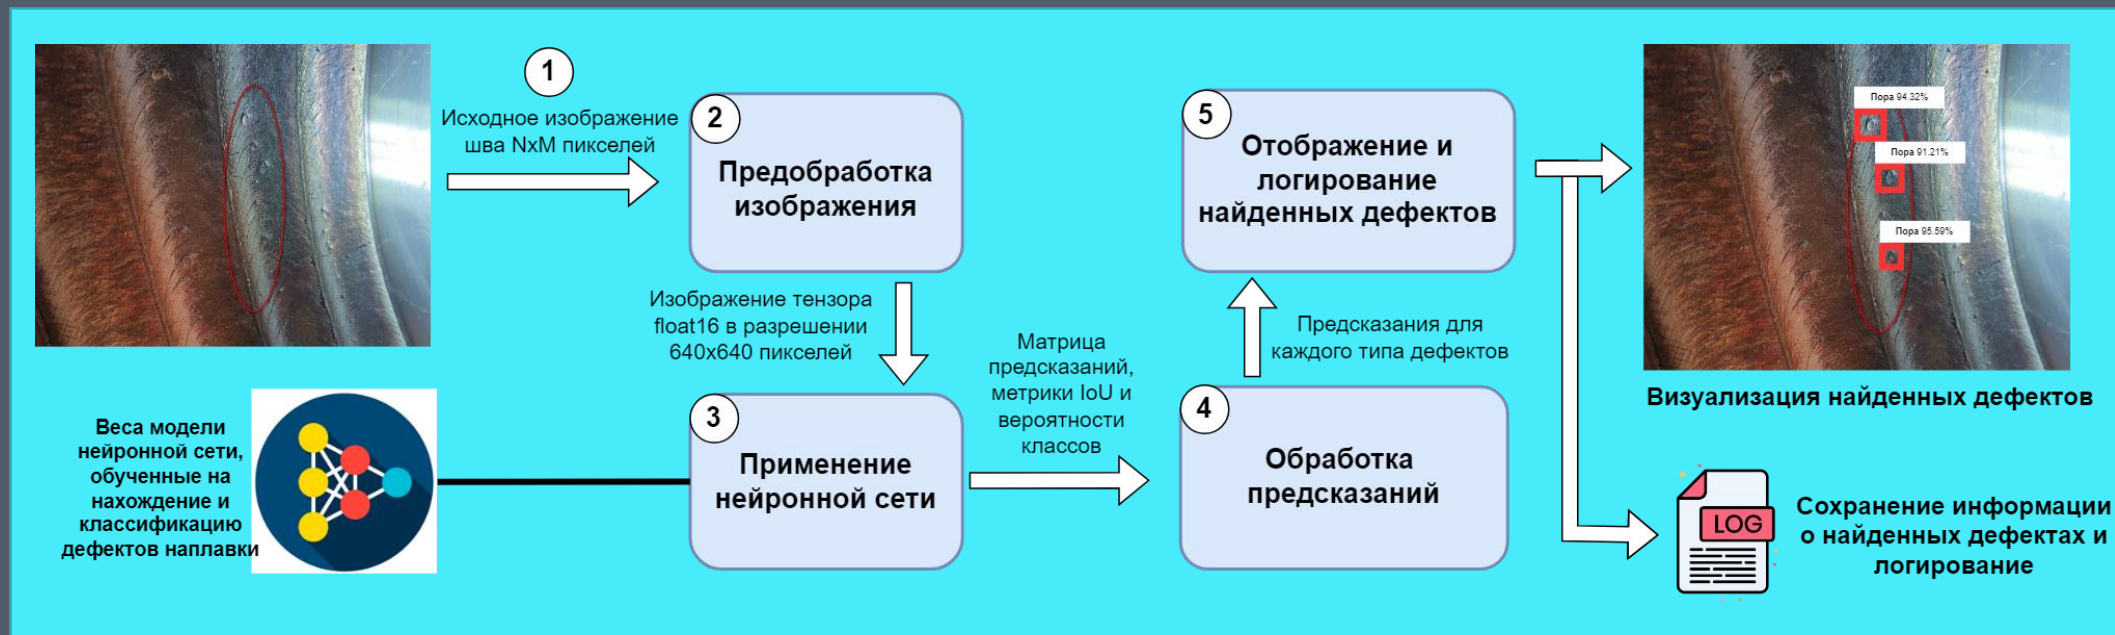 1
Исходное изображение
шва NxM пикселей
2
Предобработка
изображения
Изображение тензора
float16 в разрешении
640x640 пикселей
Веса модели
нейронной сети,
обученные на
нахождение и
классификацию
дефектов наплавки
3
Применение
нейронной сети
Матрица
предсказаний,
метрики IoU и
вероятности
классов
4
Обработка
предсказаний
Предсказания для
каждого типа дефектов
5
Отображение и
логирование
найденных дефектов
Пора 94.32%
Пора 91.21%
Пора 95.59%
Визуализация найденных дефектов
LOG
Сохранение информации
о найденных дефектах и
логирование